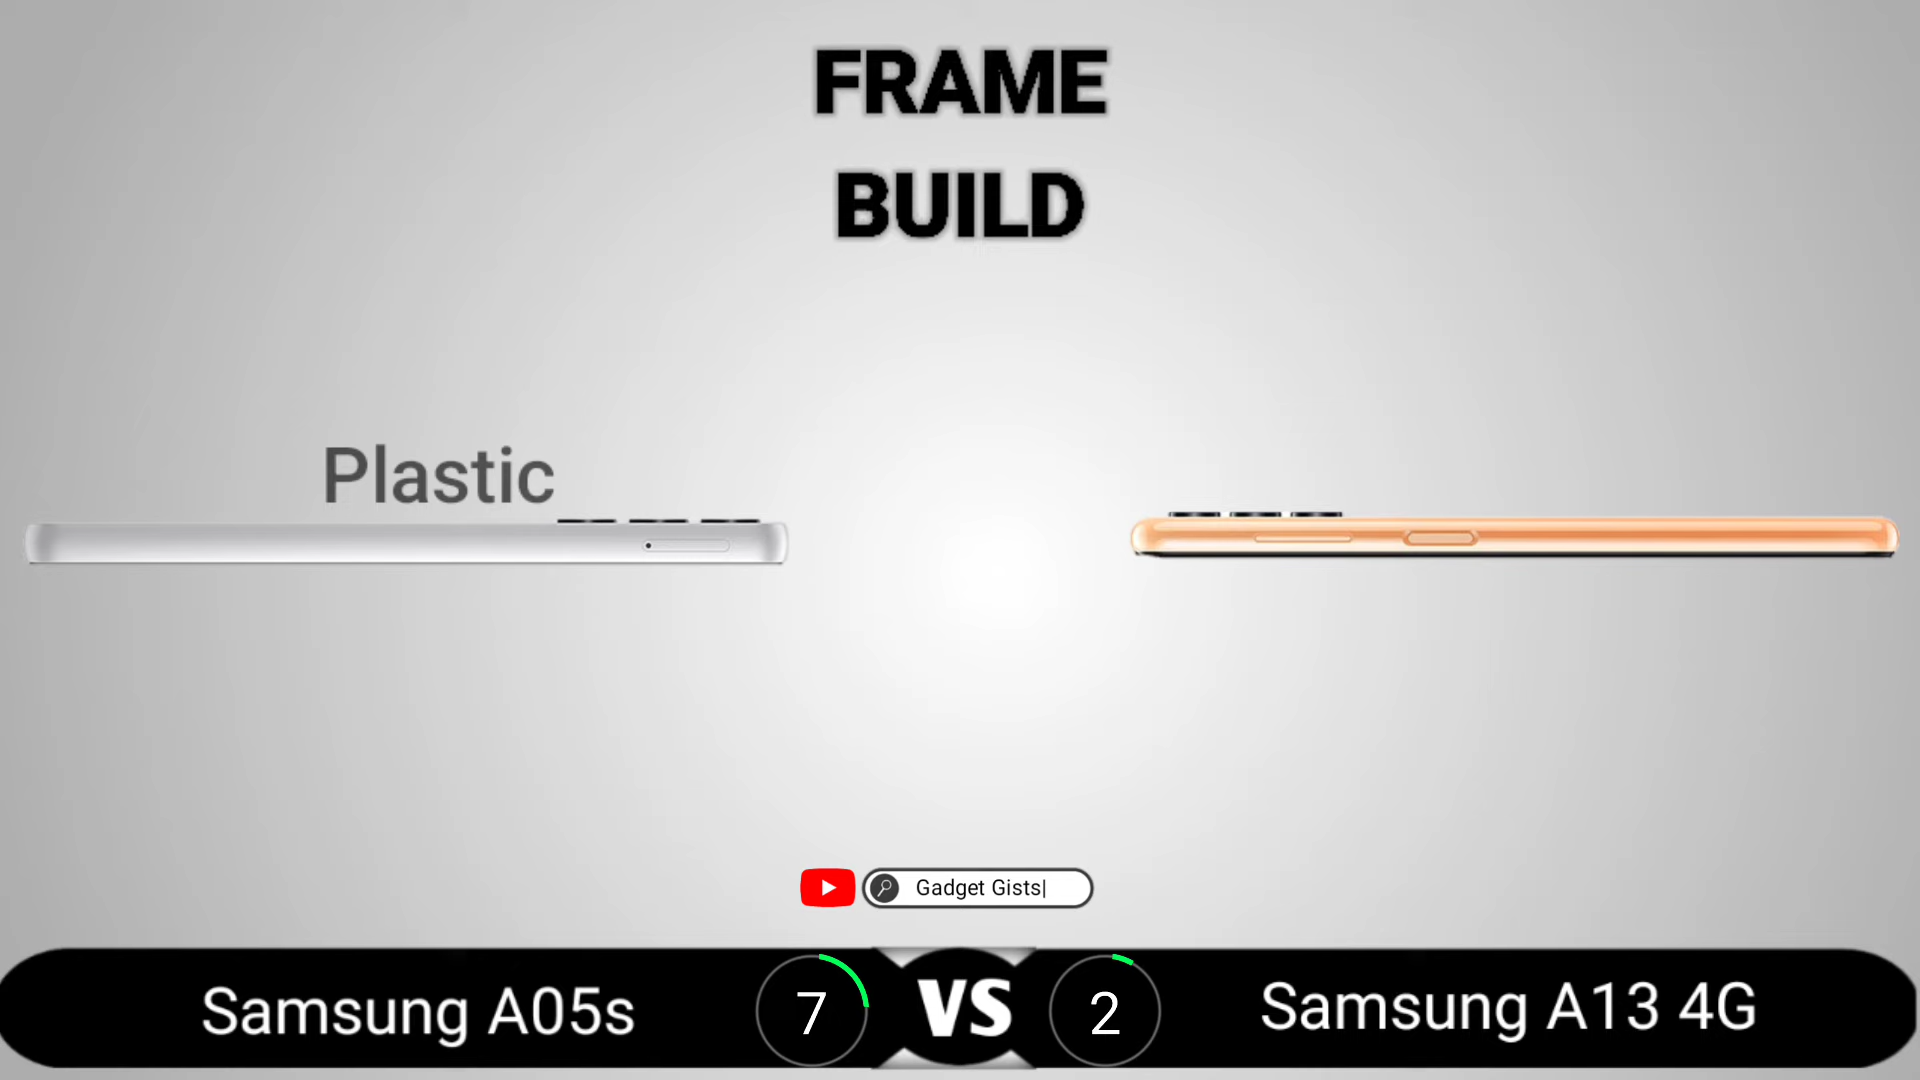 FRAME
BUILD
Plastic
Gadget Gists|
Samsung A05s
7
VS
2
Samsung A13 4G